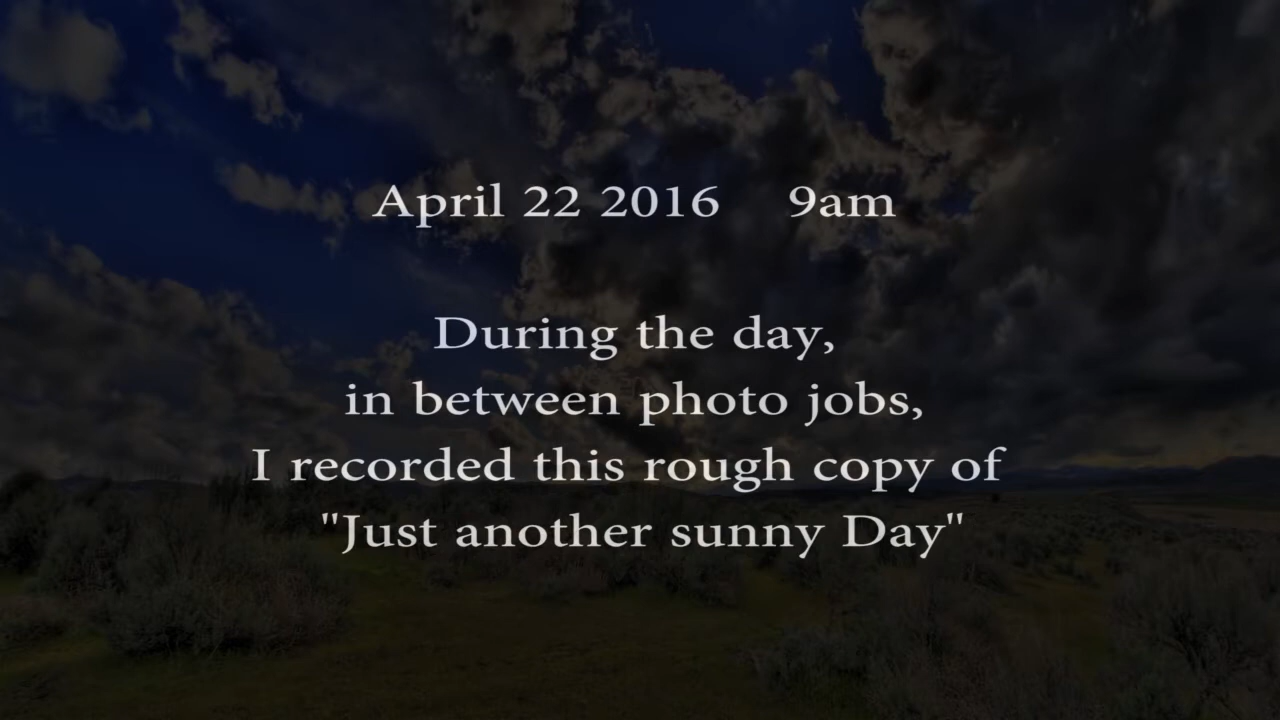 April 22 2016 9am
During the day,
in between photo jobs,
I recorded this rough copy of
"Just another sunny Day"